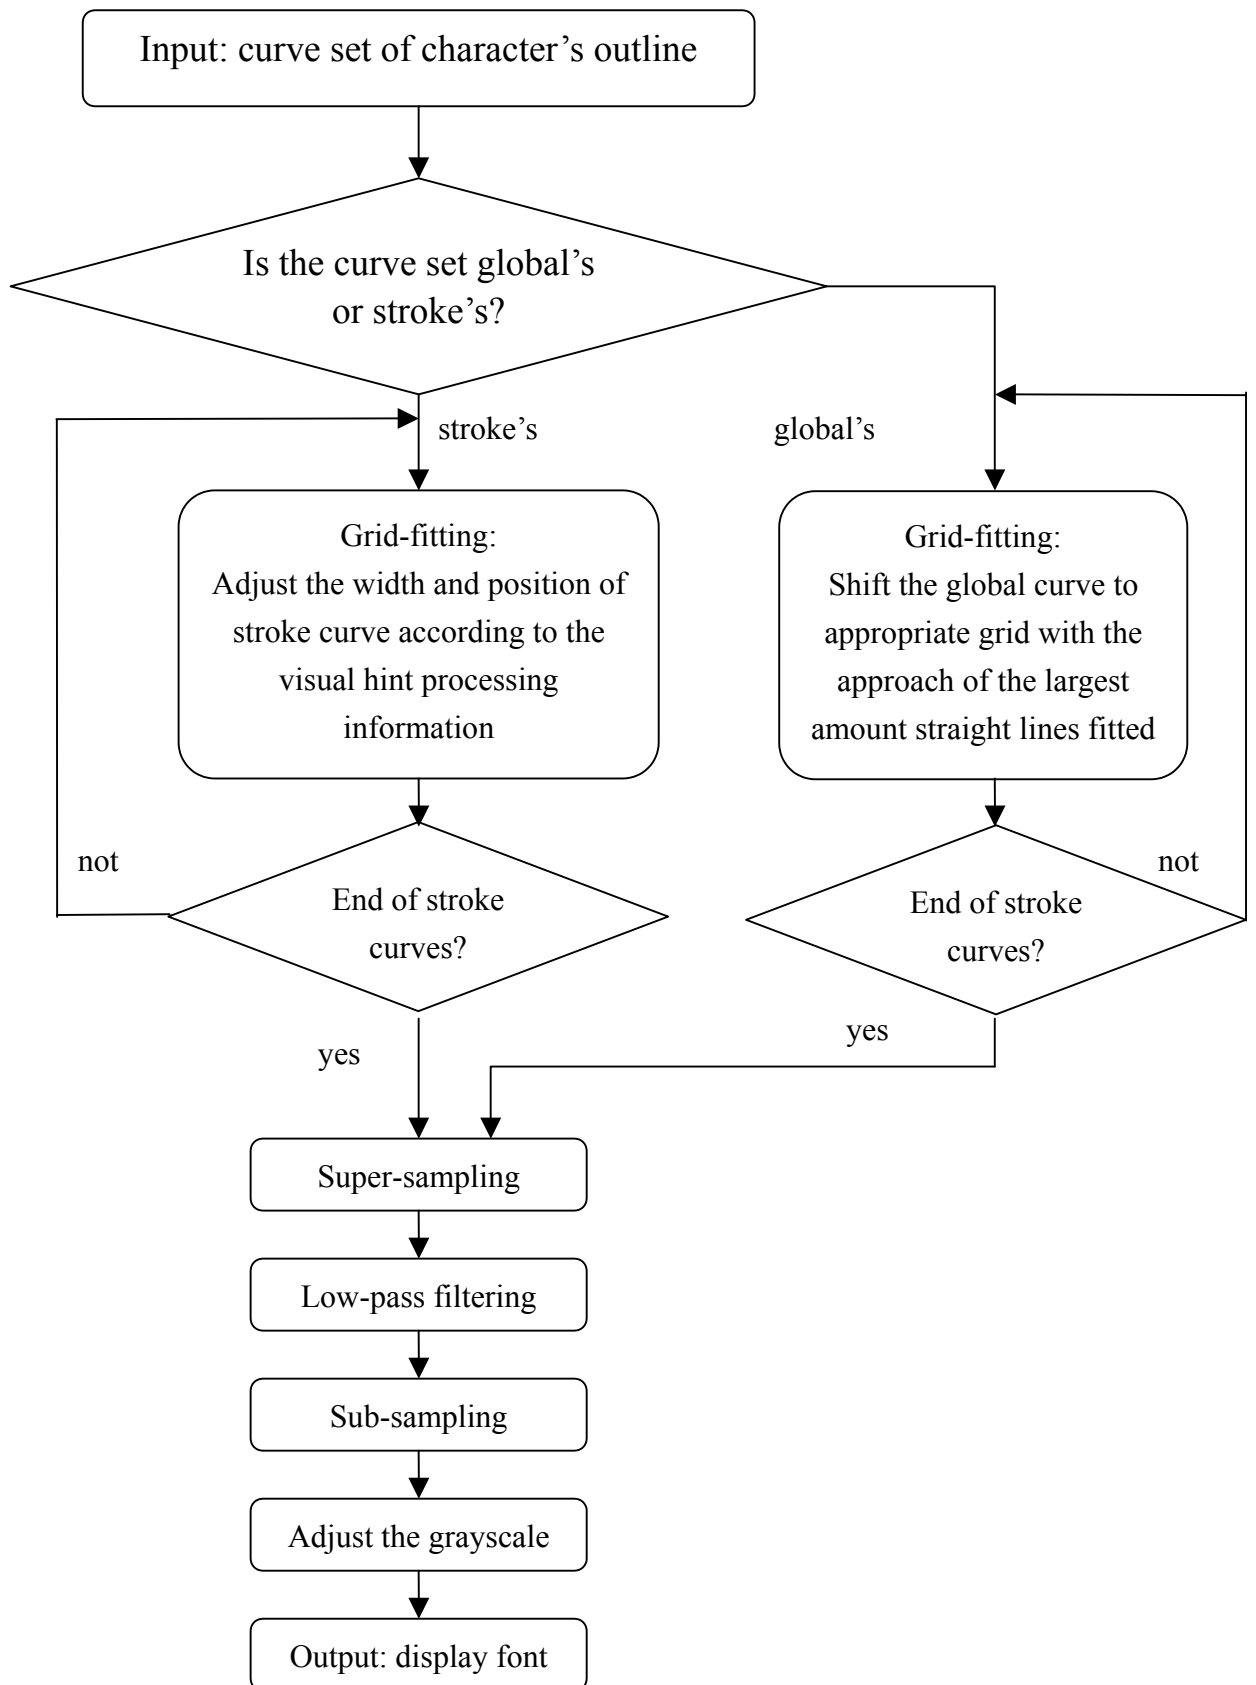 Input: curve set of character’s outline
Is the curve set global’s
or stroke’s?
stroke’s
global’s
Grid-fitting:
Adjust the width and position of
stroke curve according to the
visual hint processing
information
Grid-fitting:
Shift the global curve to
appropriate grid with the
approach of the largest
amount straight lines fitted
not
End of stroke
curves?
not
End of stroke
curves?
yes
yes
Super-sampling
Low-pass filtering
Sub-sampling
Adjust the grayscale
Output: display font